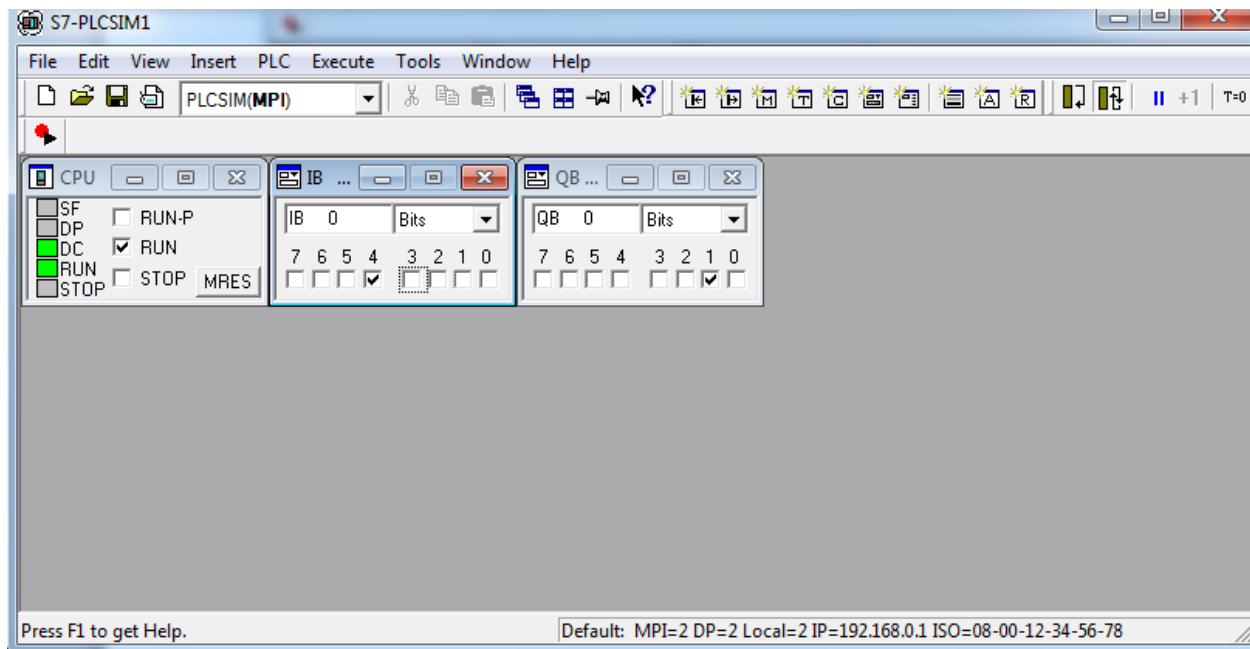 S7-PLCSIM1
File Edit View Insert PLC Execute Tools Window Help
PLCSIM(MPI) +1 T=0
CPU
SF
DP
DC
RUN
STOP
RUN-P
RUN
STOP
MRES
IB ...
IB 0 Bits
7 6 5 4 3 2 1 0
QB ...
QB 0 Bits
7 6 5 4 3 2 1 0
Press F1 to get Help.
Default: MPI=2 DP=2 Local=2 IP=192.168.0.1 ISO=08-00-12-34-56-78